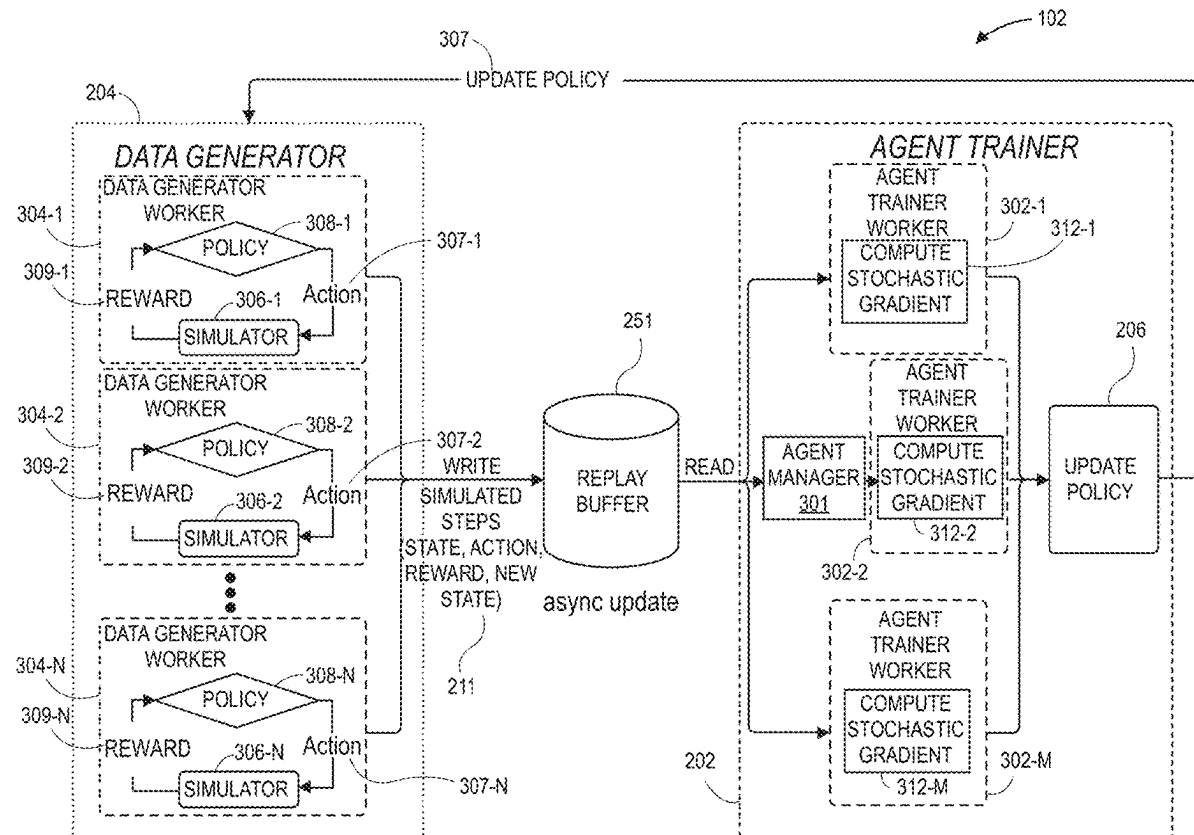 102
307
UPDATE POLICY
204
DATA GENERATOR
DATA GENERATOR
WORKER
304-1
POLICY
308-1
307-1
309-1
REWARD
306-1
Action
SIMULATOR
DATA GENERATOR
WORKER
304-2
POLICY
308-2
307-2
309-2
REWARD
306-2
Action
SIMULATOR
DATA GENERATOR
WORKER
304-N
POLICY
308-N
309-N
REWARD
306-N
Action
SIMULATOR
307-N
WRITE
SIMULATED
STEPS
STATE, ACTION,
REWARD, NEW
STATE)
211
251
REPLAY
BUFFER
async update
READ
AGENT TRAINER
AGENT
TRAINER
WORKER
302-1
312-1
COMPUTE
STOCHASTIC
GRADIENT
AGENT
MANAGER
301
AGENT
TRAINER
WORKER
COMPUTE
STOCHASTIC
GRADIENT
312-2
302-2
AGENT
TRAINER
WORKER
COMPUTE
STOCHASTIC
GRADIENT
312-M
302-M
202
206
UPDATE
POLICY